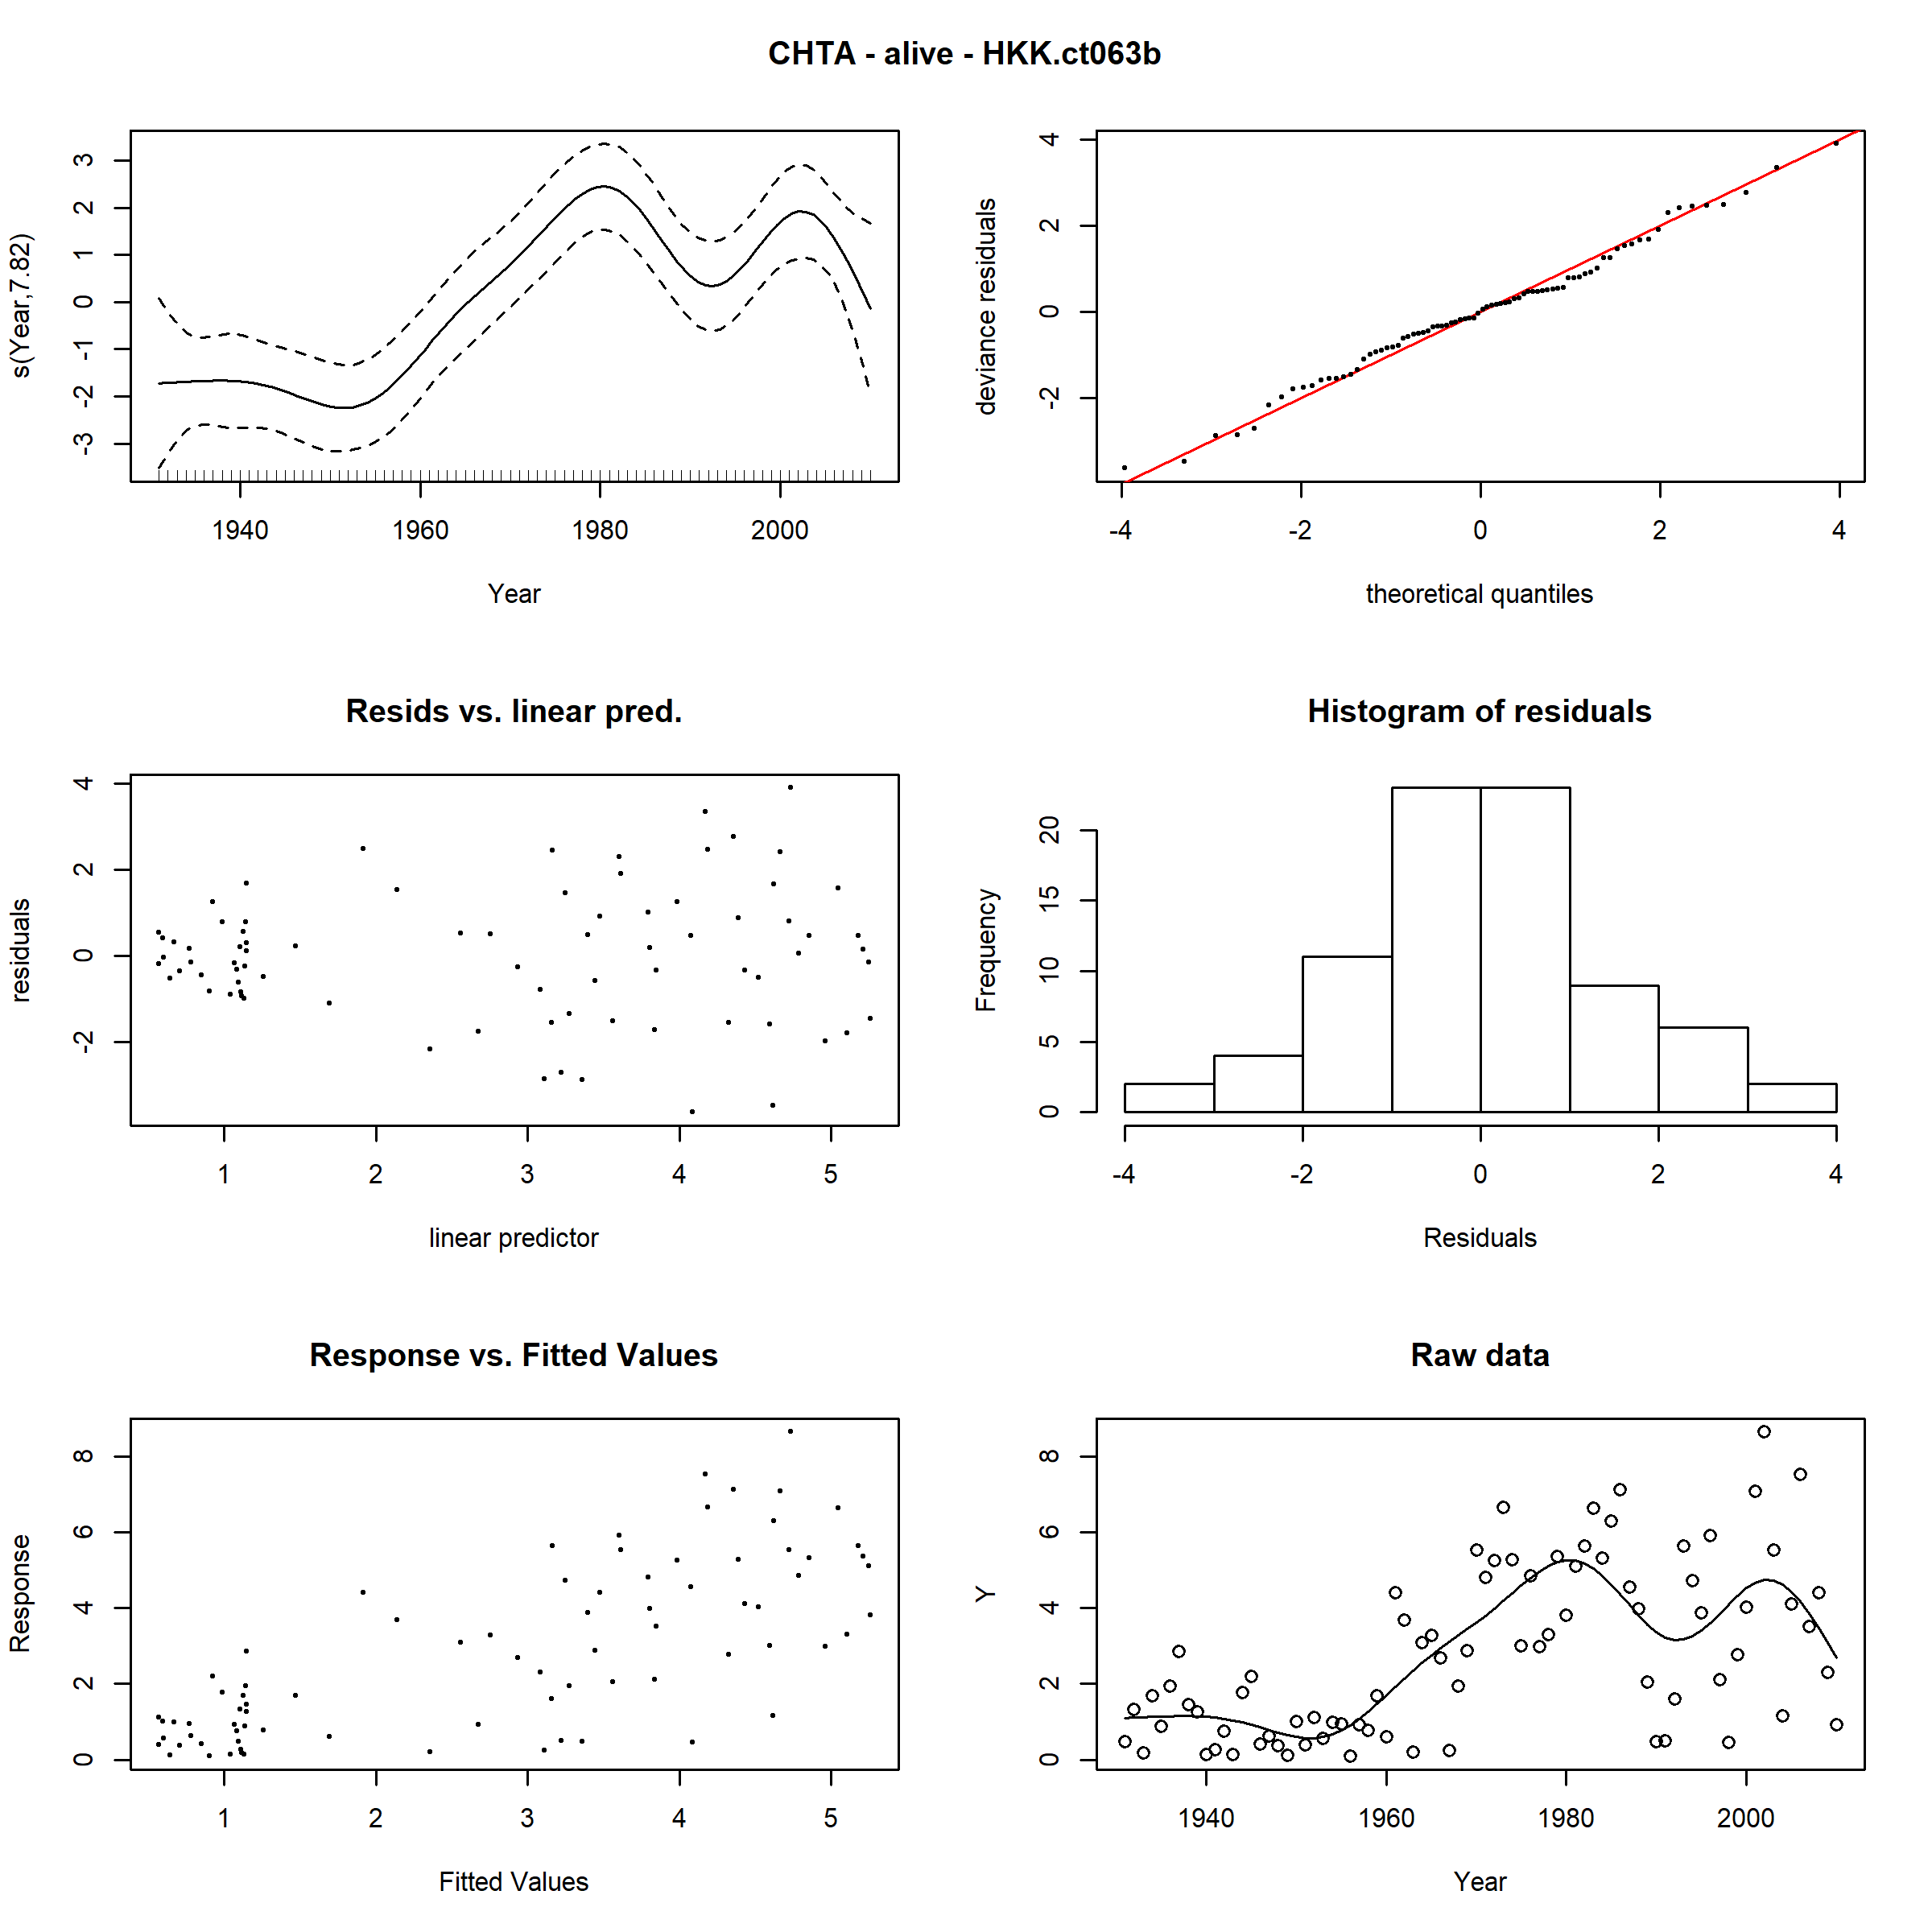 CHTA - alive - HKK.ct063b
s(Year,7.82)
3
2
1
0
-1
-2
-3
1940 1960 1980 2000
Year
deviance residuals
4
2
0
-2
-4 -2 0 2 4
theoretical quantiles
Resids vs. linear pred.
residuals
4
2
0
-2
1 2 3 4 5
linear predictor
Histogram of residuals
Frequency
20
15
10
5
0
-4 -2 0 2 4
Residuals
Response vs. Fitted Values
Response
8
6
4
2
0
1 2 3 4 5
Fitted Values
Raw data
Y
8
6
4
2
0
1940 1960 1980 2000
Year